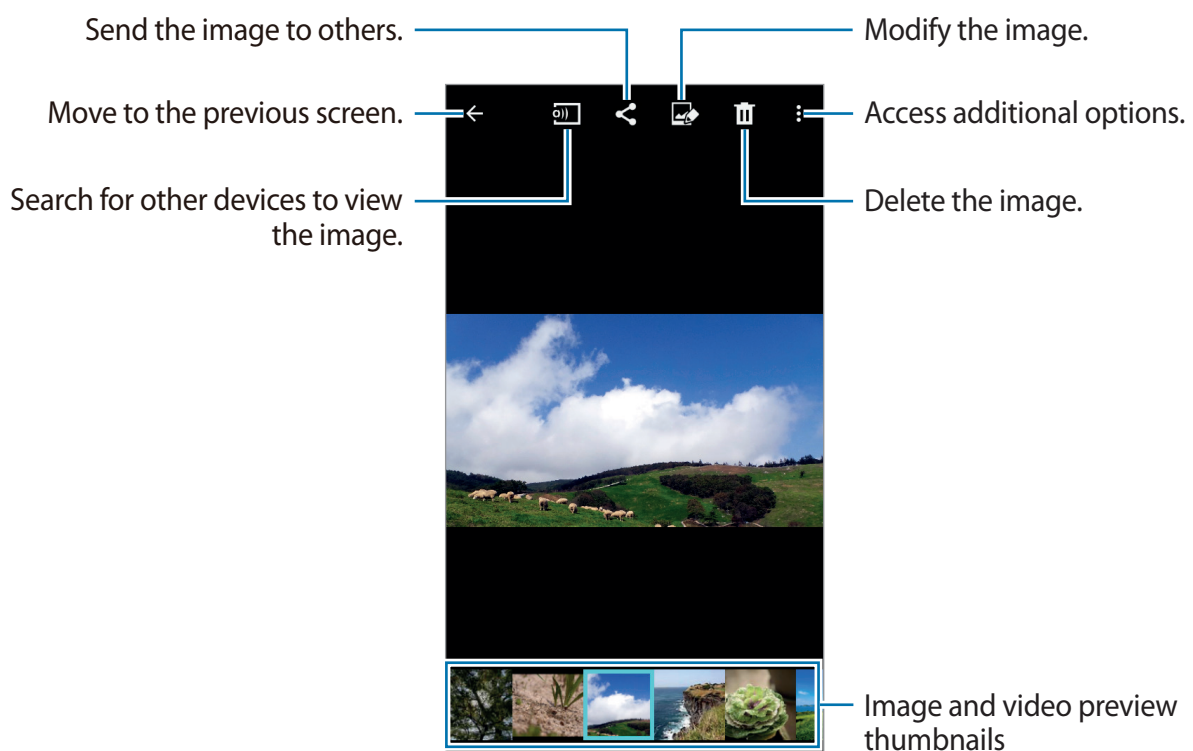 Send the image to others.
Modify the image.
Move to the previous screen.
Access additional options.
Search for other devices to view
the image.
Delete the image.
Image and video preview
thumbnails